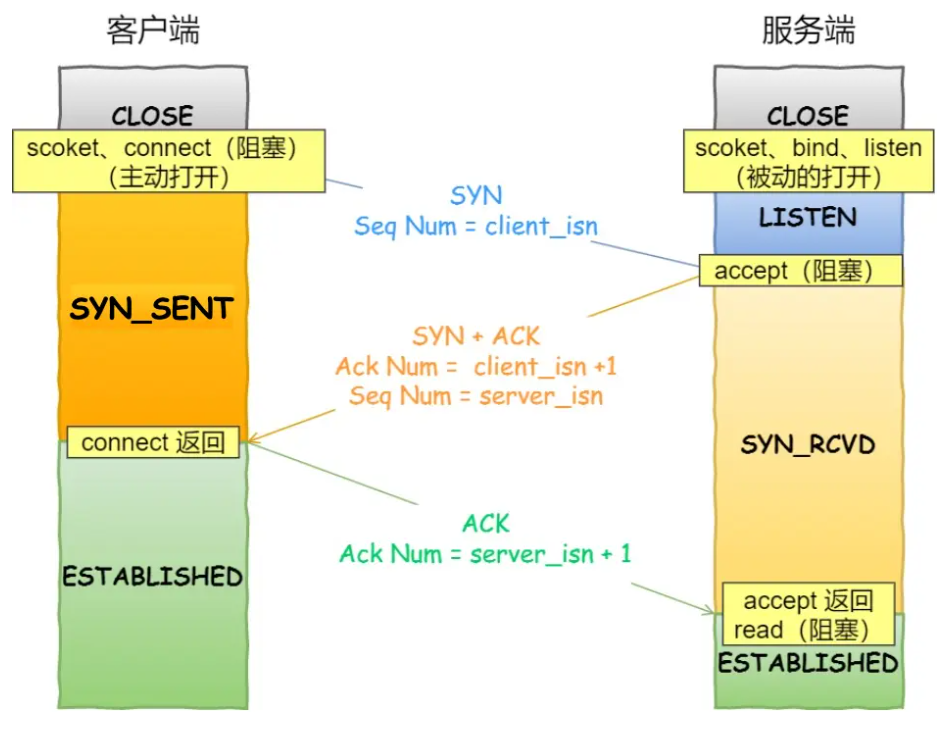 客户端
服务端
CLOSE
CLOSE
scoket、connect（阻塞）
（主动打开）
scoket、bind、listen
（被动的打开）
SYN
Seq Num = client_isn
LISTEN
accept（阻塞）
SYN_SENT
SYN + ACK
Ack Num = client_isn +1
Seq Num = server_isn
connect 返回
SYN_RCVD
ACK
Ack Num = server_isn + 1
ESTABLISHED
accept 返回
read（阻塞）
ESTABLISHED